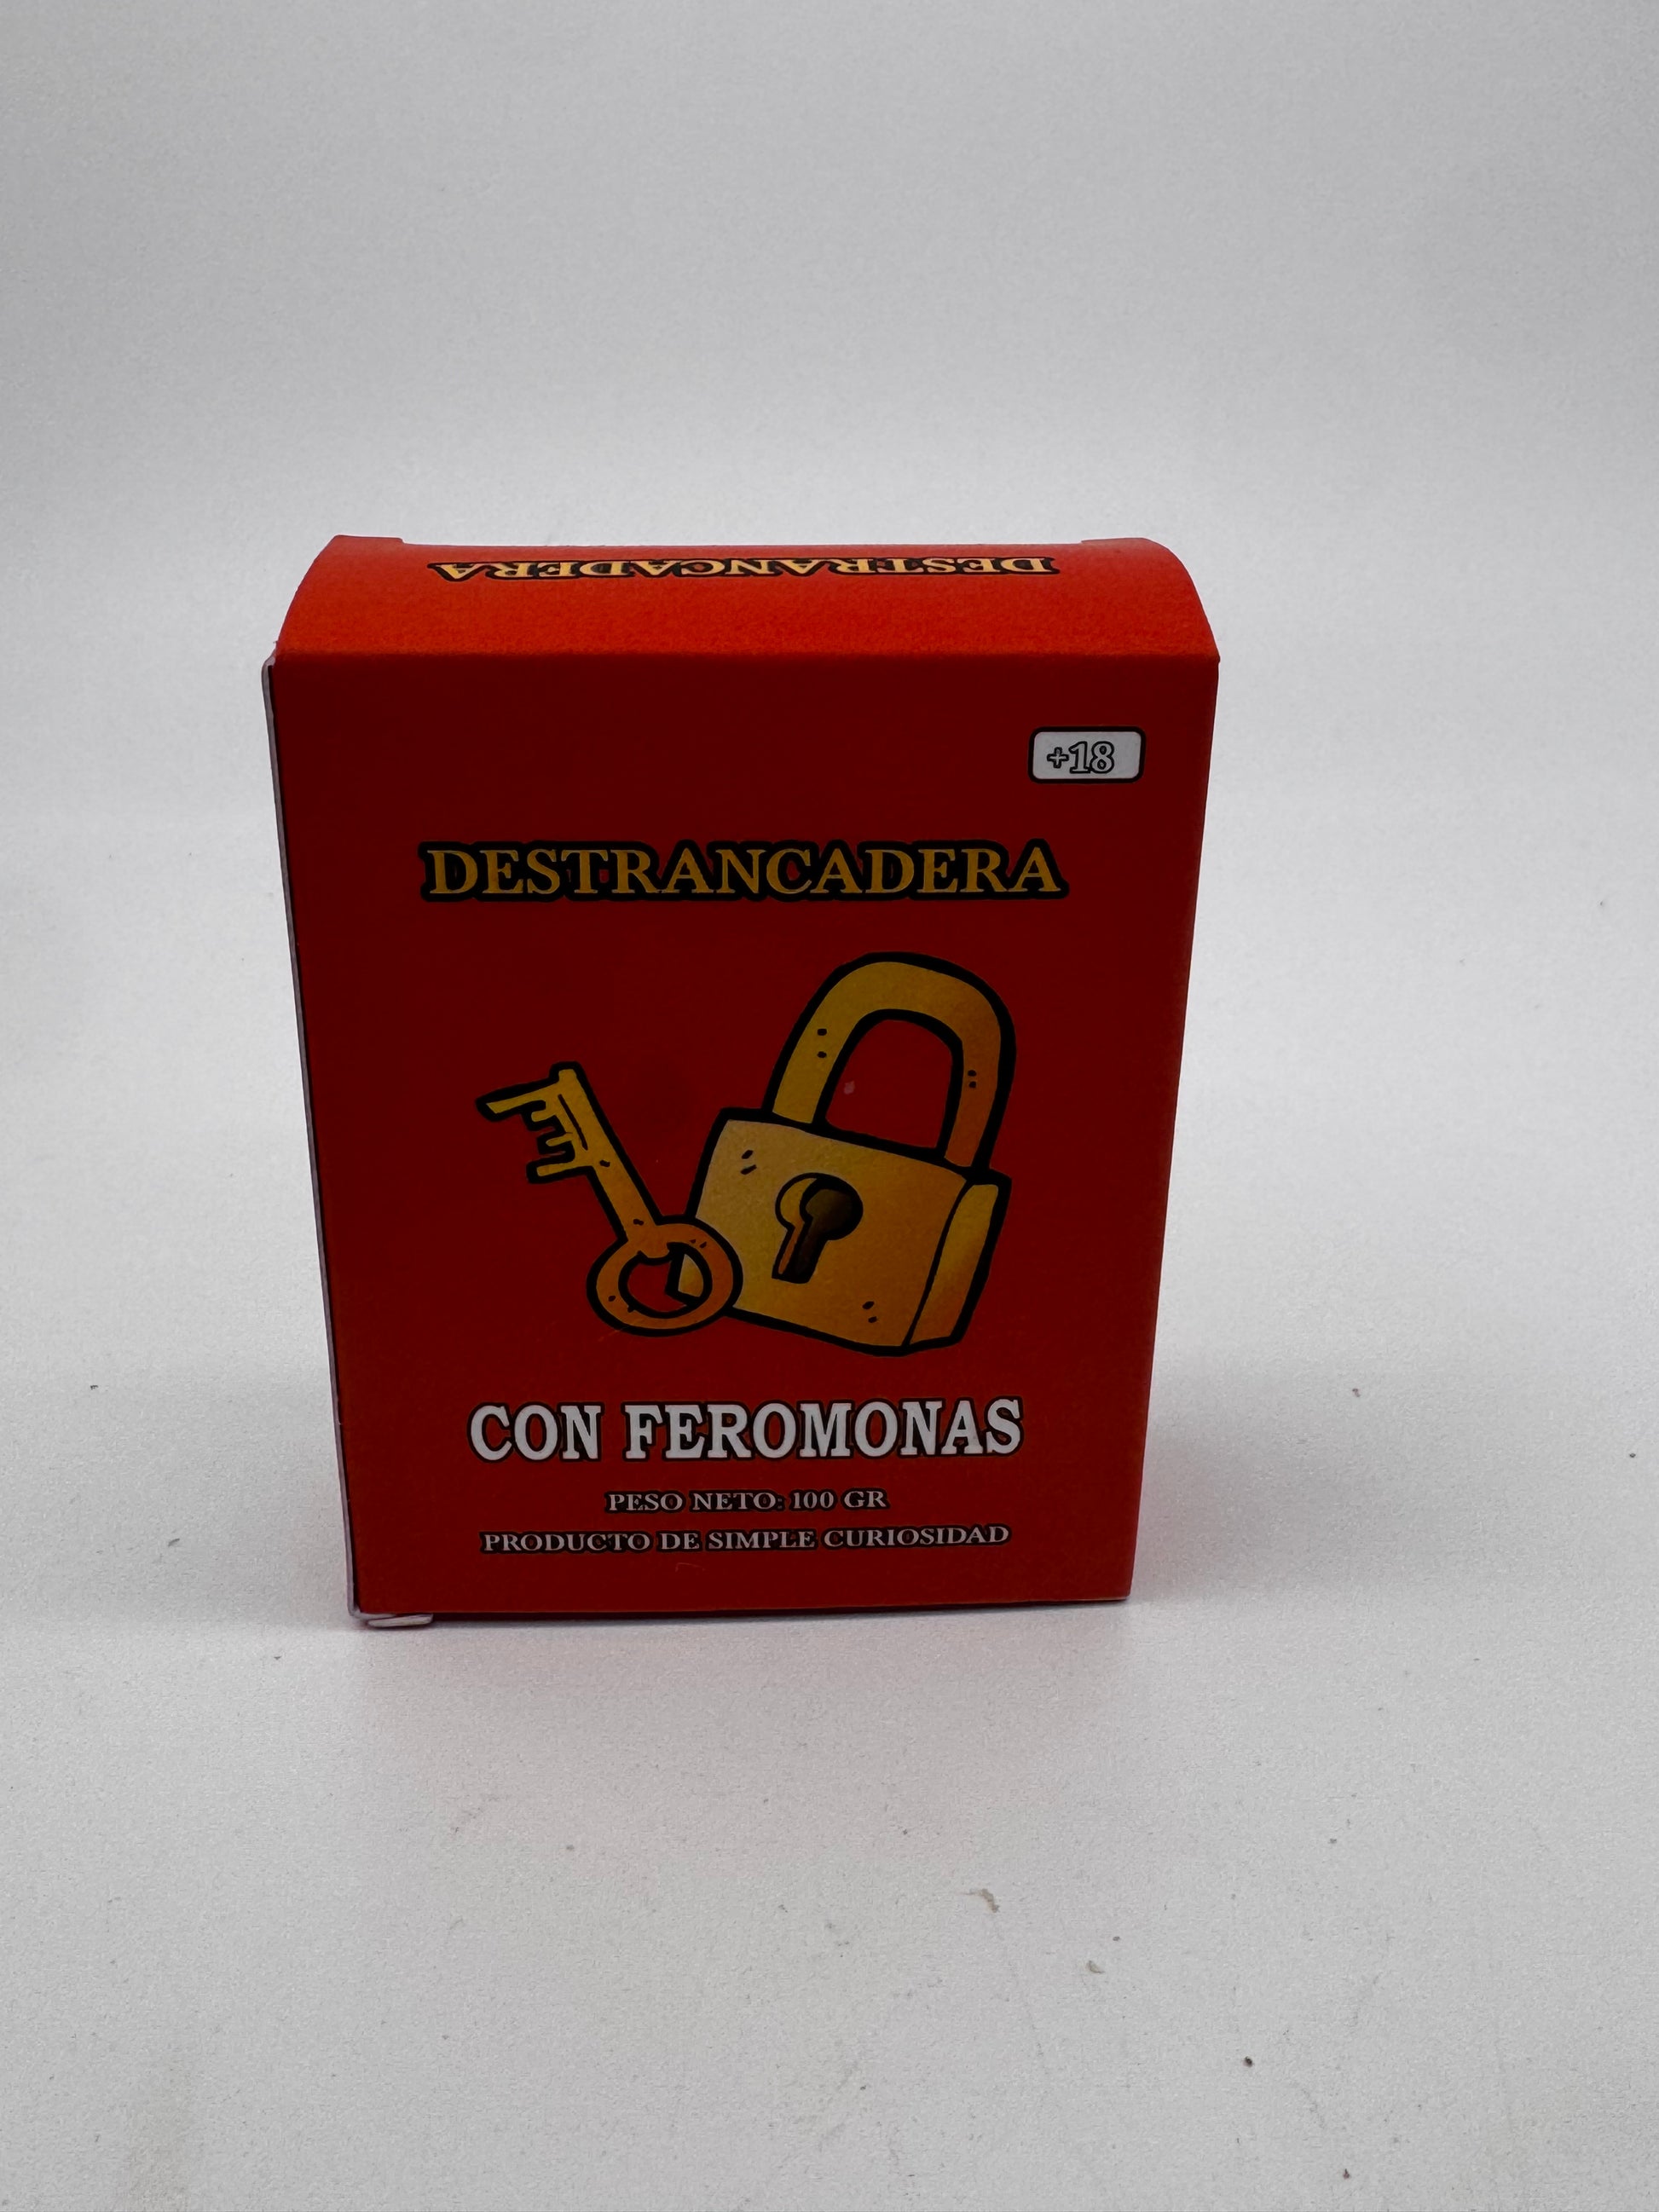 DESTRANCADERA
+18
DESTRANCADERA
CON FEROMONAS
PESO NETO: 100 GR
PRODUCTO DE SIMPLE CURIOSIDAD